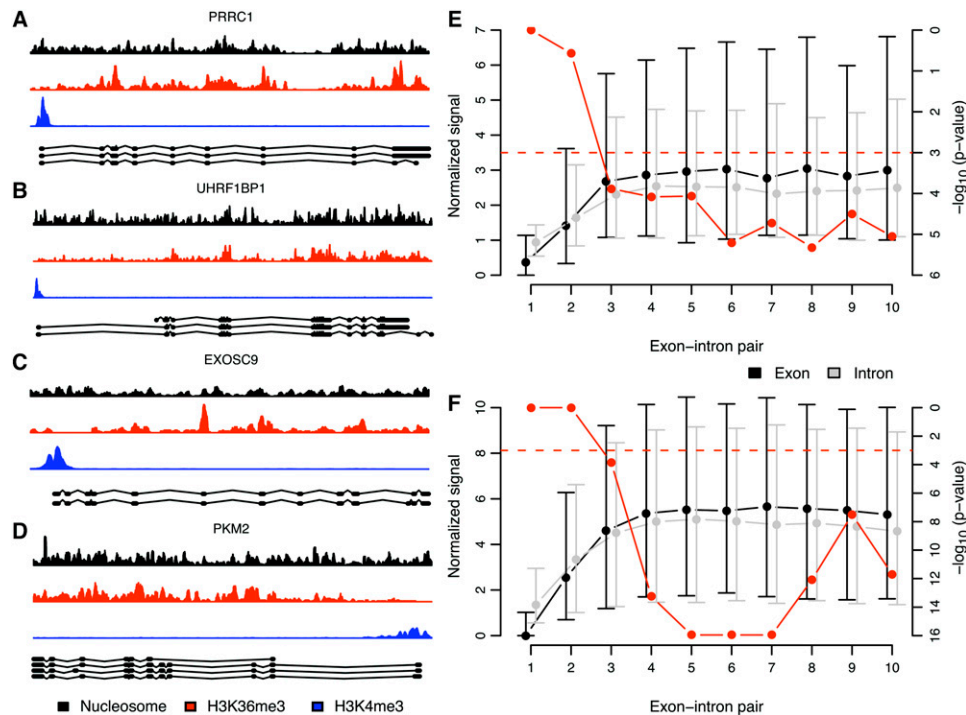 A
PRRC1
B
UHRF1BP1
C
EXOSC9
D
PKM2
Nucleosome H3K36me3 H3K4me3
E
7
6
5
4
3
2
1
0
Normalized signal
0
1
2
3
4
5
6
−log10 (p−value)
1 2 3 4 5 6 7 8 9 10
Exon−intron pair
Exon Intron
F
10
8
6
4
2
0
Normalized signal
0
2
4
6
8
10
12
14
16
−log10 (p−value)
1 2 3 4 5 6 7 8 9 10
Exon−intron pair